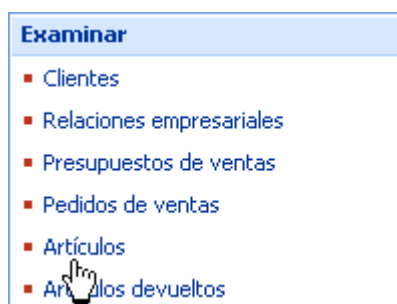 Examinar
Clientes
Relaciones empresariales
Presupuestos de ventas
Pedidos de ventas
Artículos
devueltos